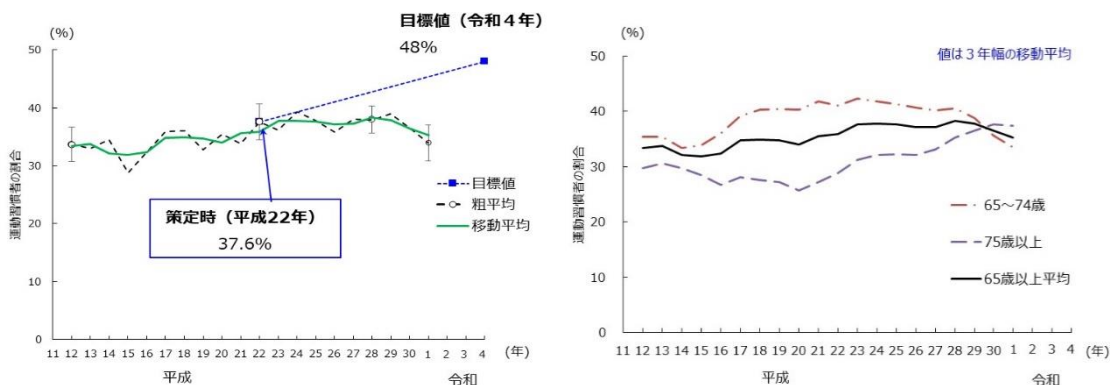 目標値（令和４年）
48%
(%)
50
40
30
20
10
0
運動習慣者の割合
策定時（平成22年）
37.6%
目標値
粗平均
移動平均
11 12 13 14 15 16 17 18 19 20 21 22 23 24 25 26 27 28 29 30 1 2 3 4 (年)
平成
令和
(%)
値は３年幅の移動平均
50
40
30
20
10
0
運動習慣者の割合
65～74歳
75歳以上
65歳以上平均
11 12 13 14 15 16 17 18 19 20 21 22 23 24 25 26 27 28 29 30 1 2 3 4 (年)
平成
令和